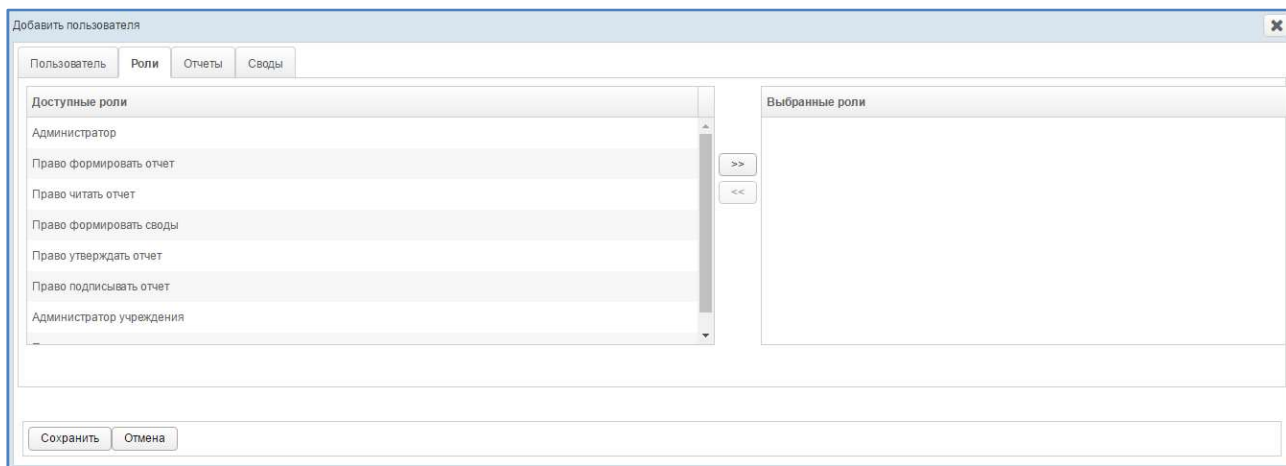 Добавить пользователя
Пользователь Роли Отчеты Своды
Доступные роли
Администратор
Право формировать отчет
Право читать отчет
Право формировать своды
Право утверждать отчет
Право подписывать отчет
Администратор учреждения
>>
<<
Выбранные роли
Сохранить Отмена